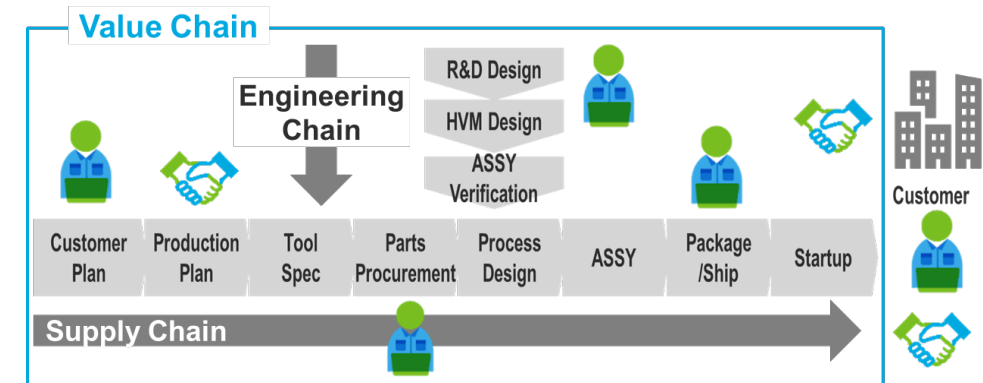 Value Chain
Engineering
Chain
R&D Design
HVM Design
ASSY
Verification
Customer
Customer
Plan
Production
Plan
Tool
Spec
Parts
Procurement
Process
Design
ASSY
Package
/Ship
Startup
Supply Chain